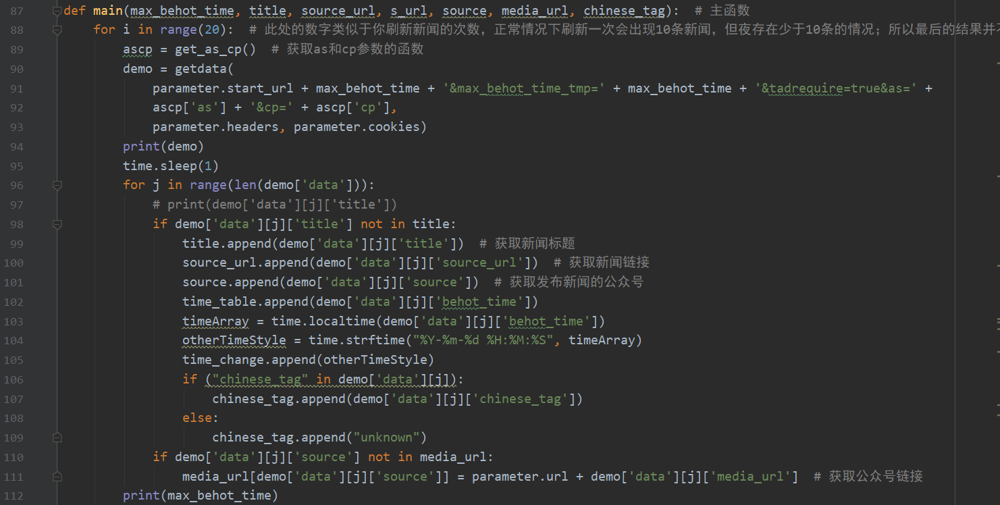 87 def main(max_behot_time, title, source_url, s_url, source, media_url, chinese_tag):  # 主函数
88     for i in range(20):  # 此处的数字类似于你刷新新闻的次数，正常情况下刷新一次会出现10条新闻，但夜存在少于10条的情况；所以最后的结果并
89         ascp = get_as_cp()  # 获取as和cp参数的函数
90         demo = getdata(
91             parameter.start_url + max_behot_time + '&max_behot_time_tmp=' + max_behot_time + '&tadrequire=true&as=' +
92             ascp['as'] + '&cp=' + ascp['cp'],
93             parameter.headers, parameter.cookies)
94         print(demo)
95         time.sleep(1)
96         for j in range(len(demo['data'])):
97             # print(demo['data'][j]['title'])
98             if demo['data'][j]['title'] not in title:
99                 title.append(demo['data'][j]['title'])  # 获取新闻标题
100                 source_url.append(demo['data'][j]['source_url'])  # 获取新闻链接
101                 source.append(demo['data'][j]['source'])  # 获取发布新闻的公众号
102                 time_table.append(demo['data'][j]['behot_time'])
103                 timeArray = time.localtime(demo['data'][j]['behot_time'])
104                 otherTimeStyle = time.strftime("%Y-%m-%d %H:%M:%S", timeArray)
105                 time_change.append(otherTimeStyle)
106                 if ("chinese_tag" in demo['data'][j]):
107                     chinese_tag.append(demo['data'][j]['chinese_tag'])
108                 else:
109                     chinese_tag.append("unknown")
110             if demo['data'][j]['source'] not in media_url:
111                 media_url[demo['data'][j]['source']] = parameter.url + demo['data'][j]['media_url']  # 获取公众号链接
112         print(max_behot_time)